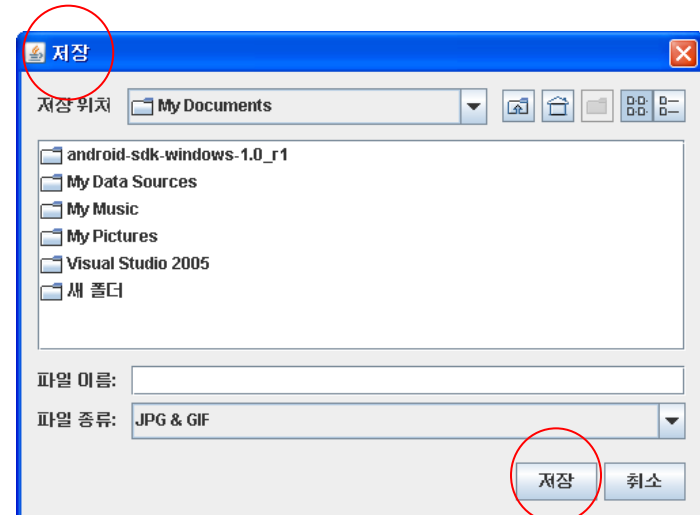 저장
저장 위치 My Documents
android-sdk-windows-1.0_r1
My Data Sources
My Music
My Pictures
Visual Studio 2005
새 폴더
파일 이름:
파일 종류: JPG & GIF
저장 취소